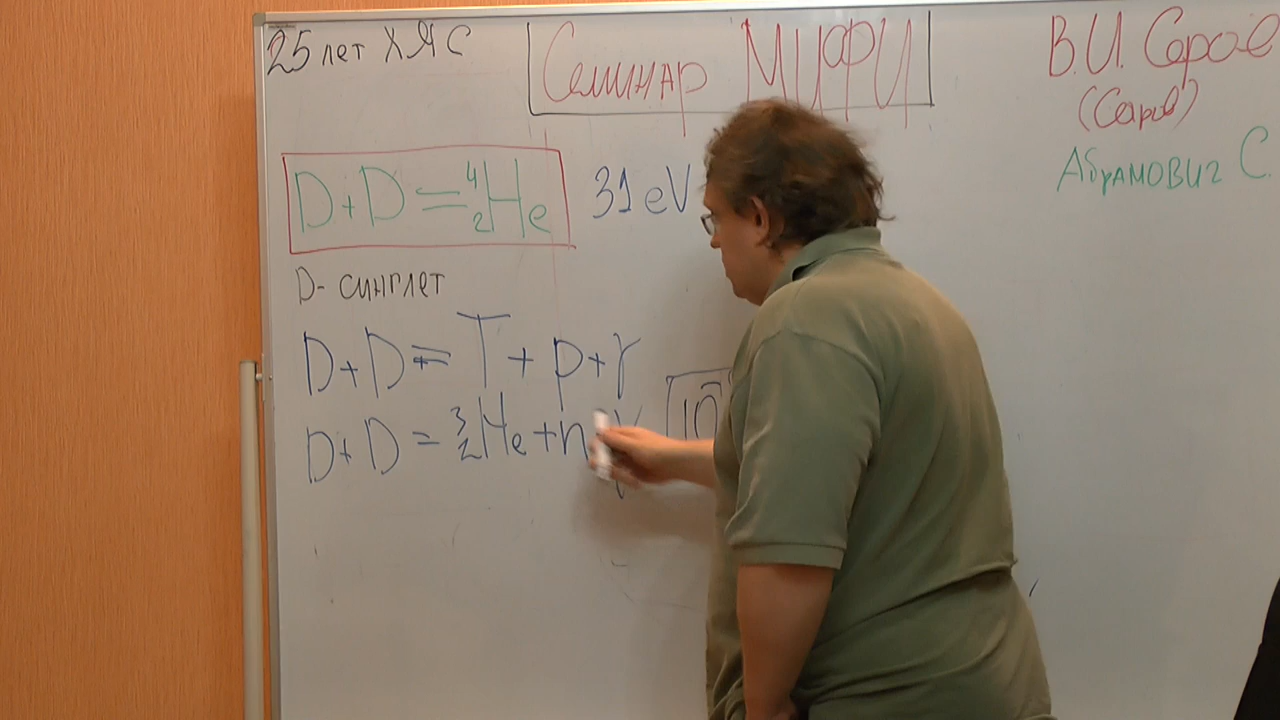 25 лет ХЯС
Семинар МИФИ
В.И. Саров
(Саров)
Абрамович С.
D+D=⁴₂He
31 eV
D- синглет
D+D=T+p+γ
D+D=³₂He+n+γ